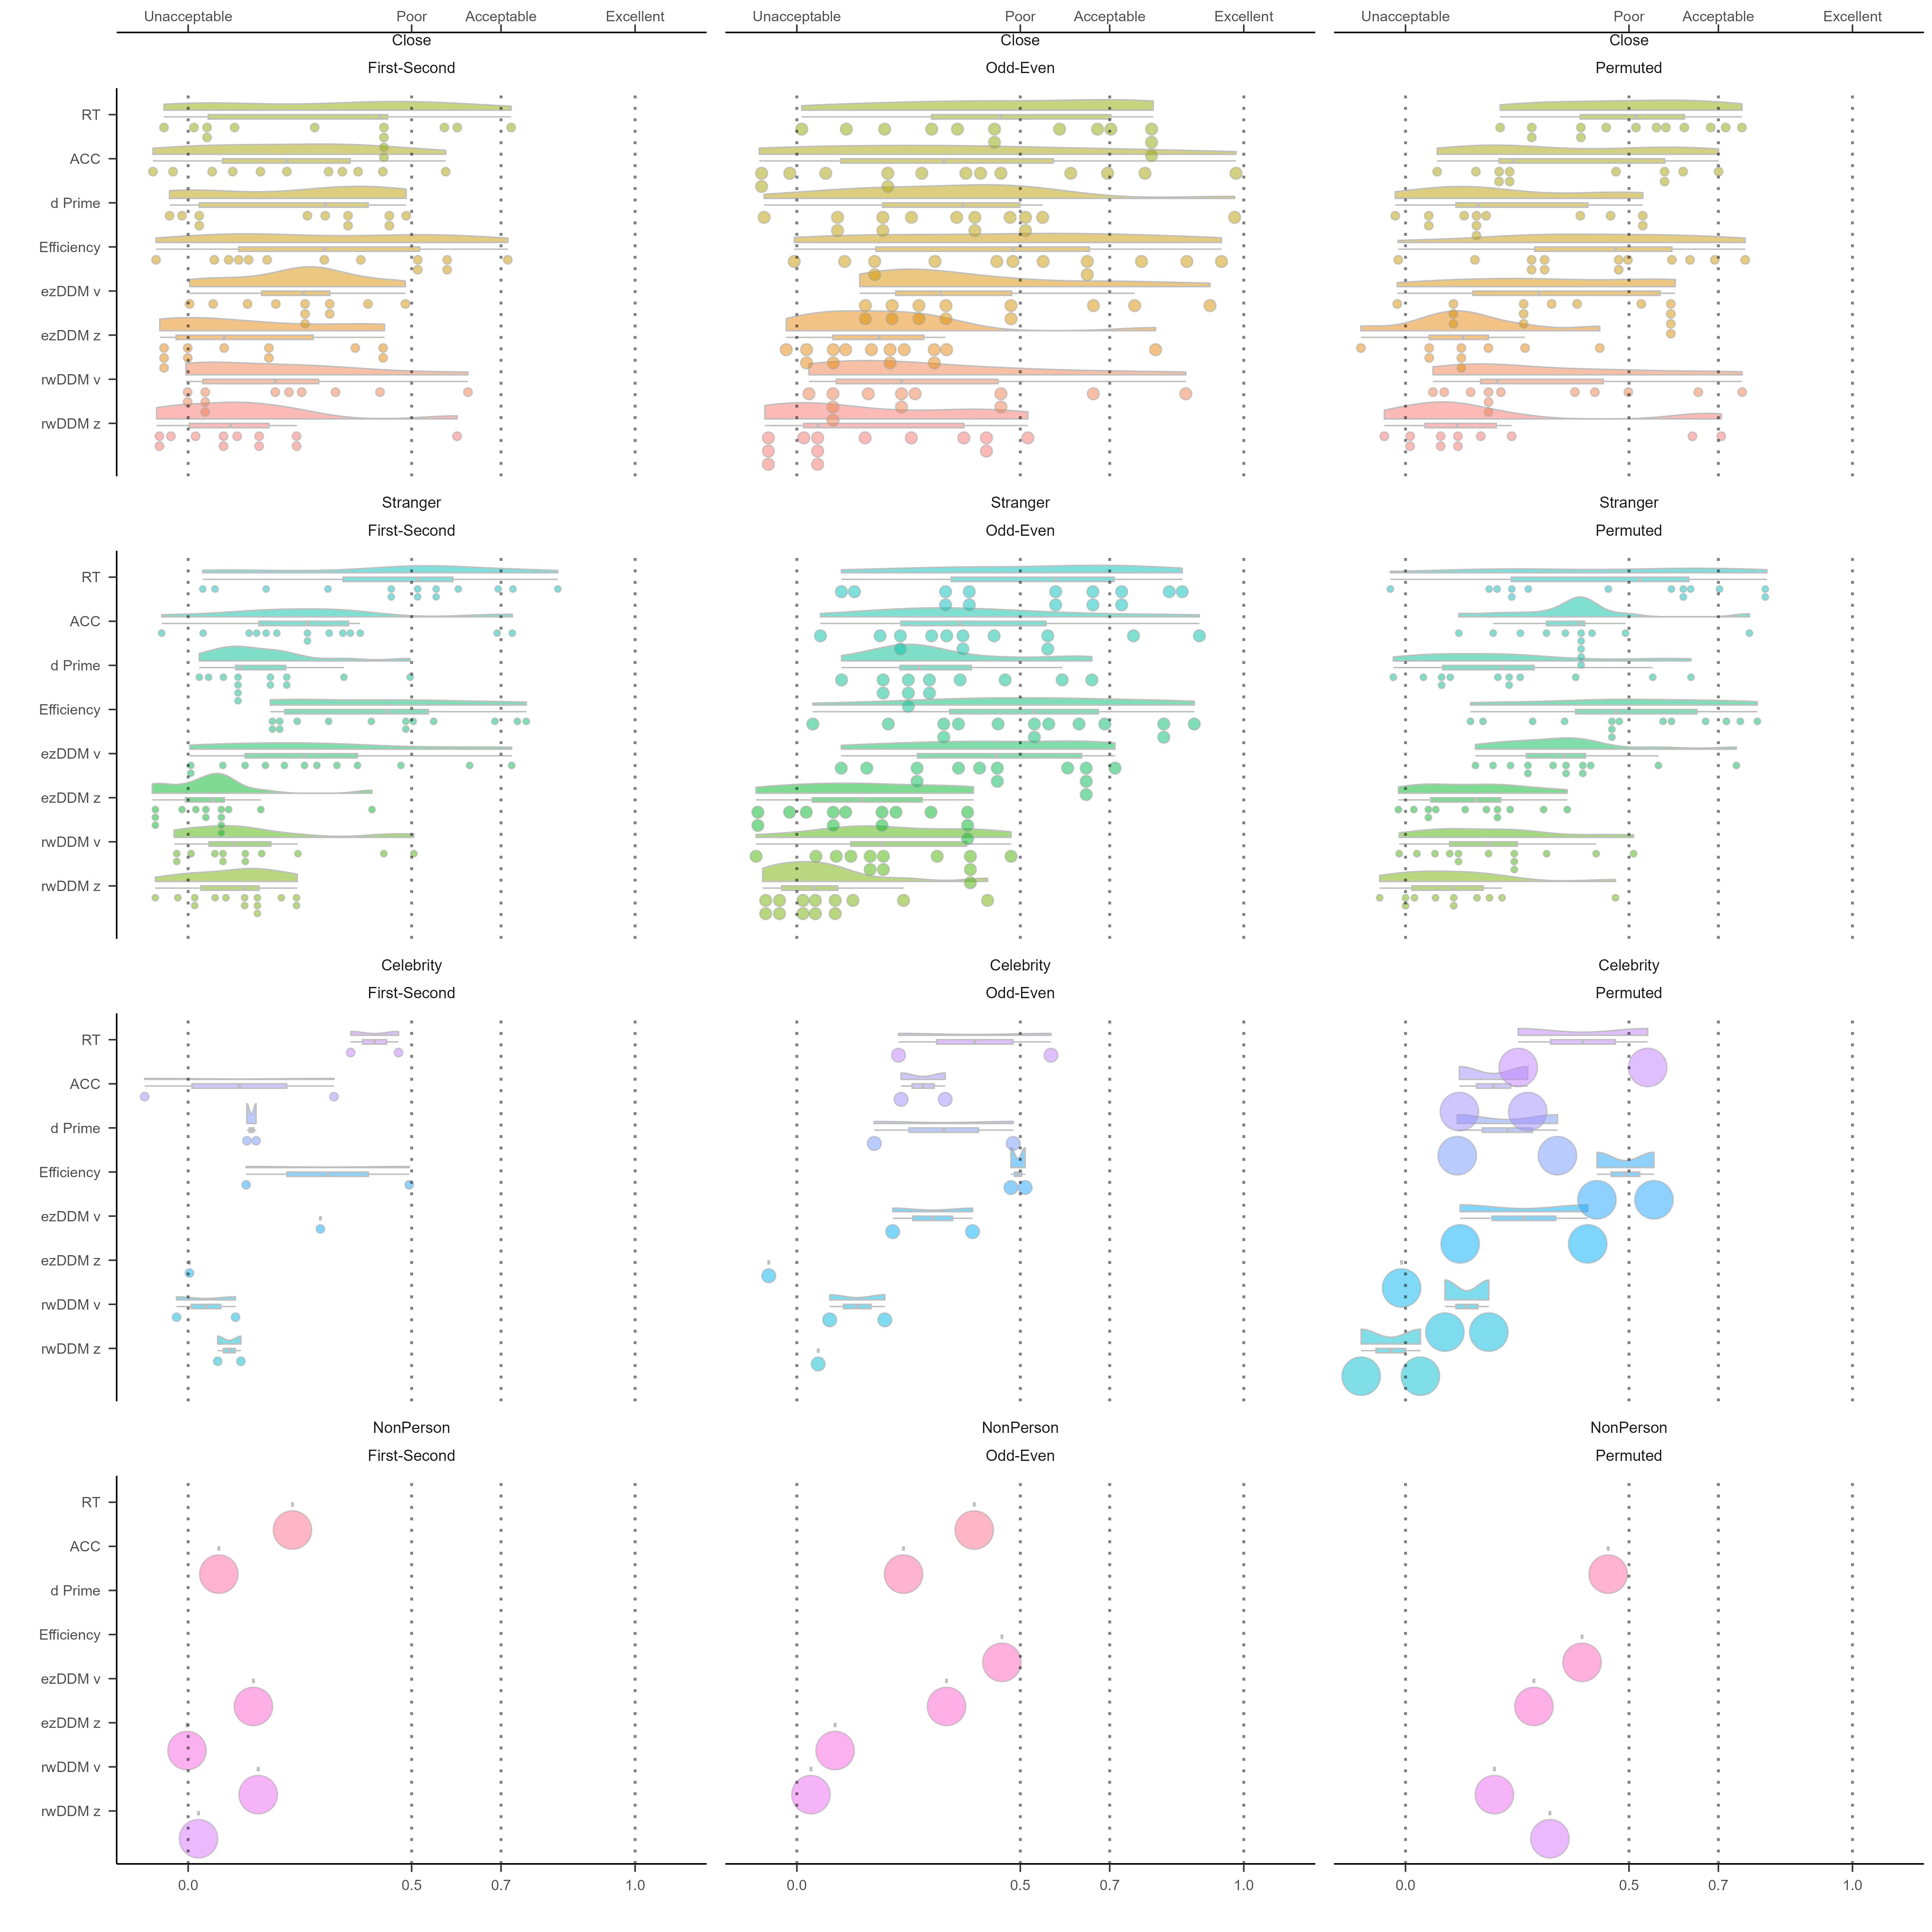 Unacceptable Poor Acceptable Excellent Unacceptable Poor Acceptable Excellent Unacceptable Poor Acceptable Excellent
Close Close Close
First-Second Odd-Even Permuted
RT
ACC
d Prime
Efficiency
ezDDM v
ezDDM z
rwDDM v
rwDDM z
Stranger Stranger Stranger
First-Second Odd-Even Permuted
RT
ACC
d Prime
Efficiency
ezDDM v
ezDDM z
rwDDM v
rwDDM z
Celebrity Celebrity Celebrity
First-Second Odd-Even Permuted
RT
ACC
d Prime
Efficiency
ezDDM v
ezDDM z
rwDDM v
rwDDM z
NonPerson NonPerson NonPerson
First-Second Odd-Even Permuted
RT
ACC
d Prime
Efficiency
ezDDM v
ezDDM z
rwDDM v
rwDDM z
0.0 0.5 0.7 1.0 0.0 0.5 0.7 1.0 0.0 0.5 0.7 1.0